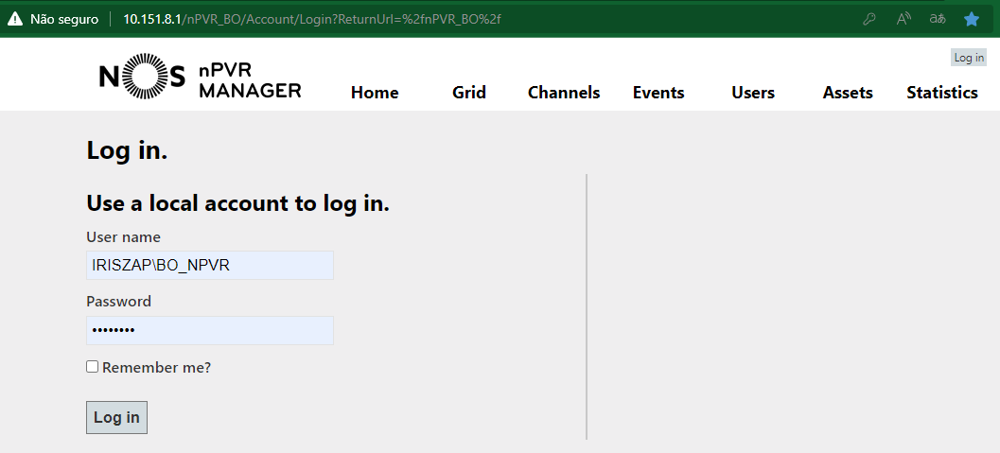 Não seguro 10.151.8.1/nPVR_BO/Account/Login?ReturnUrl=%2fnPVR_BO%2f
Log in
NOS nPVR
MANAGER
Home Grid Channels Events Users Assets Statistics
Log in.
Use a local account to log in.
User name
IRISZAP\BO_NPVR
Password
••••••••
Remember me?
Log in